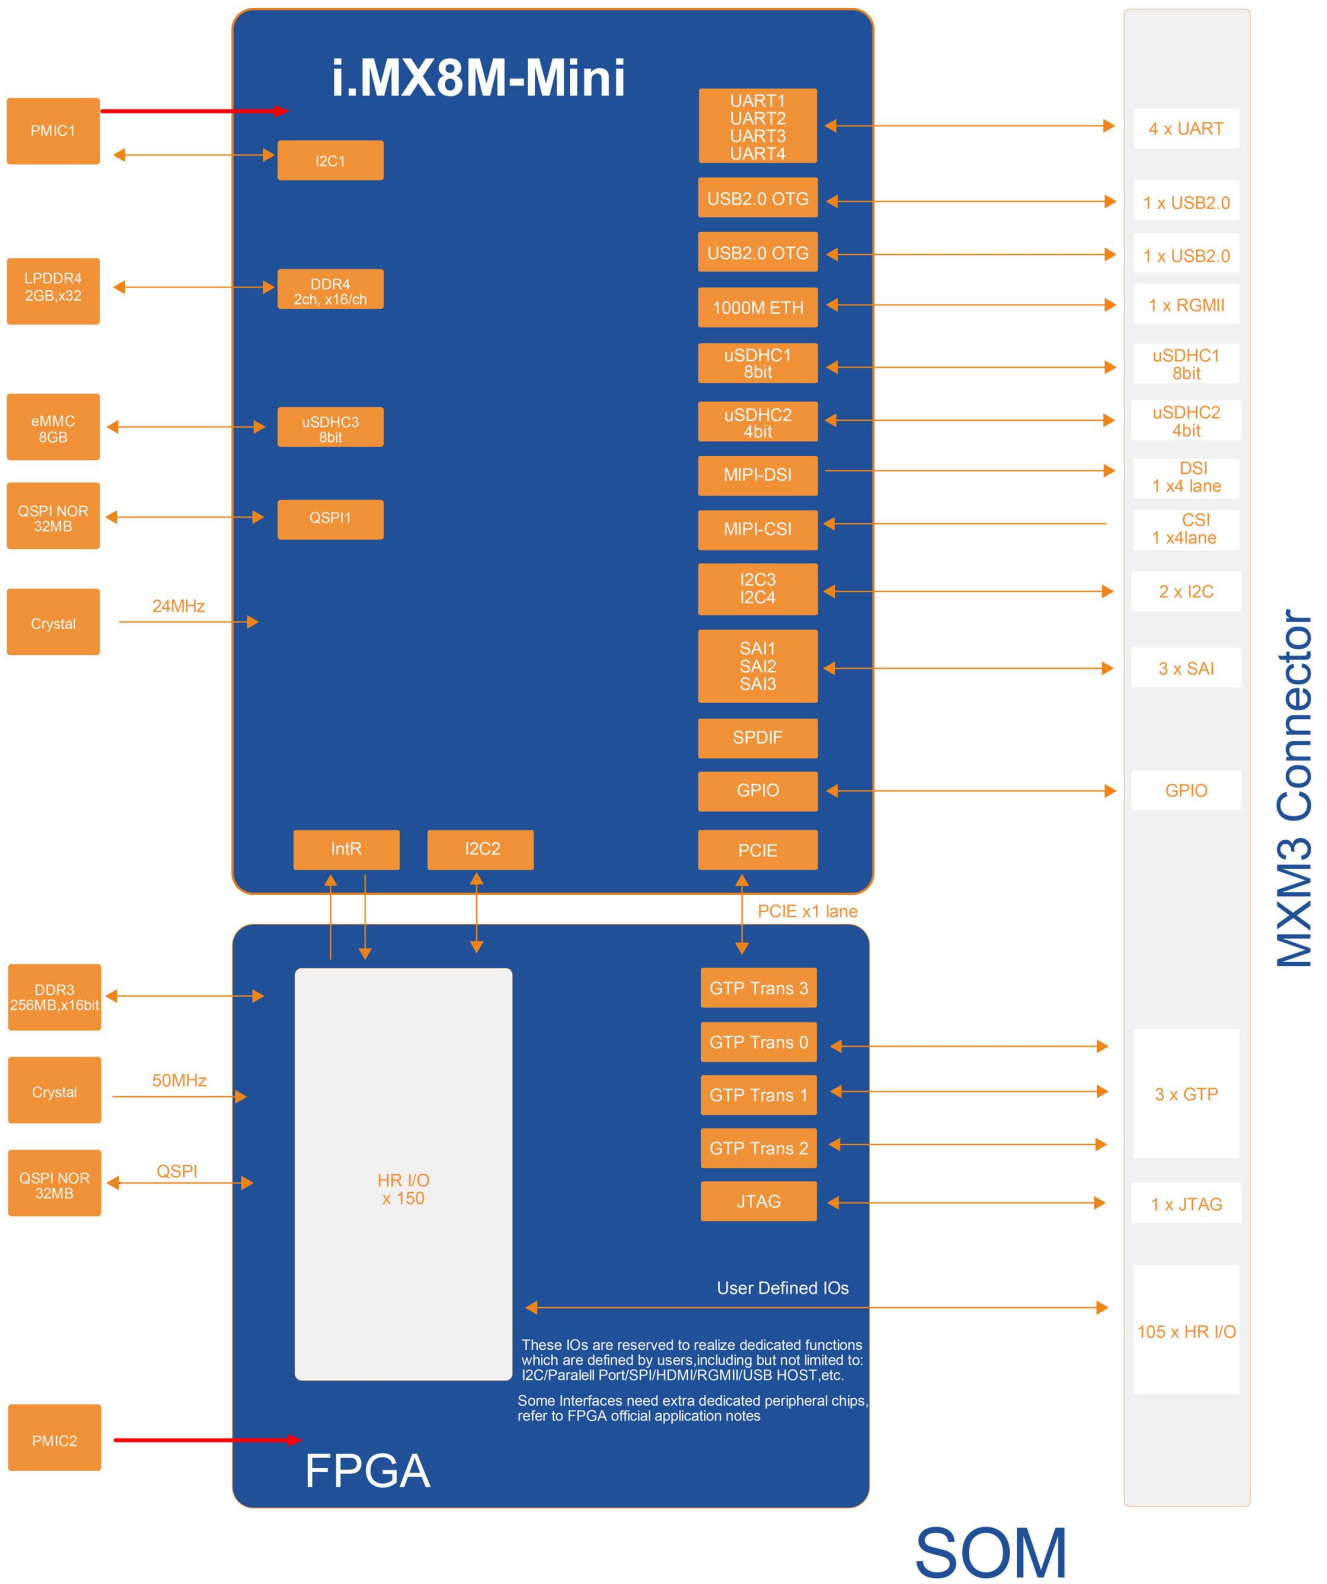 i.MX8M-Mini
PMIC1
I2C1
LPDDR4
2GB,x32
DDR4
2ch, x16/ch
eMMC
8GB
uSDHC3
8bit
QSPI NOR
32MB
QSPI1
Crystal
24MHz
UART1
UART2
UART3
UART4
4 x UART
USB2.0 OTG
1 x USB2.0
USB2.0 OTG
1 x USB2.0
1000M ETH
1 x RGMII
uSDHC1
8bit
uSDHC1
8bit
uSDHC2
4bit
uSDHC2
4bit
MIPI-DSI
DSI
1 x4 lane
MIPI-CSI
CSI
1 x4lane
I2C3
I2C4
2 x I2C
SAI1
SAI2
SAI3
3 x SAI
SPDIF
GPIO
GPIO
IntR
I2C2
PCIE
PCIE x1 lane
MXM3 Connector
DDR3
256MB,x16bit
Crystal
50MHz
QSPI NOR
32MB
QSPI
HR I/O
x 150
GTP Trans 3
GTP Trans 0
GTP Trans 1
GTP Trans 2
3 x GTP
JTAG
1 x JTAG
User Defined IOs
105 x HR I/O
These IOs are reserved to realize dedicated functions
which are defined by users,including but not limited to:
I2C/Paralell Port/SPI/HDMI/RGMII/USB HOST,etc.
Some Interfaces need extra dedicated peripheral chips,
refer to FPGA official application notes
PMIC2
FPGA
SOM